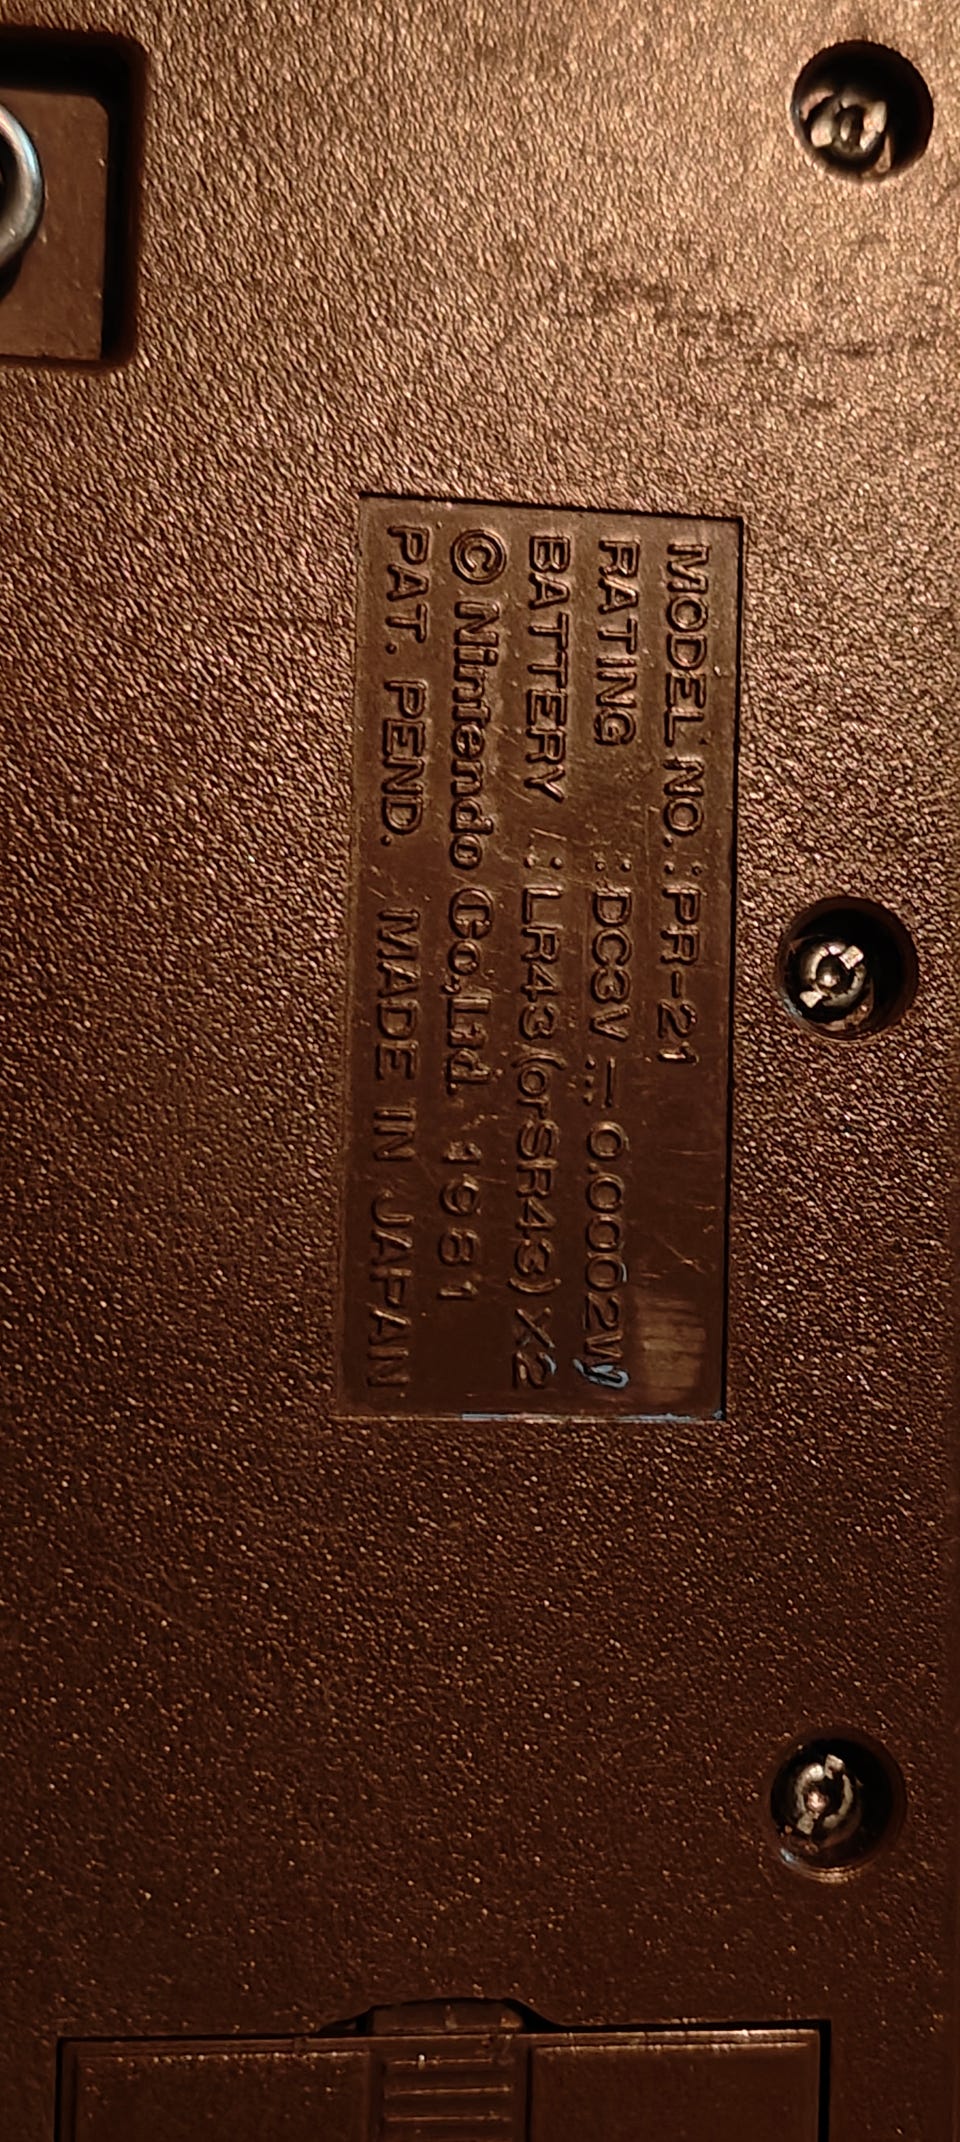 MODEL NO. : PR-21
RATING : DC3V ⎓ 0.0002W
BATTERY : LR43 (or SR43) X2
© Nintendo Co., Ltd. 1981
PAT. PEND. MADE IN JAPAN